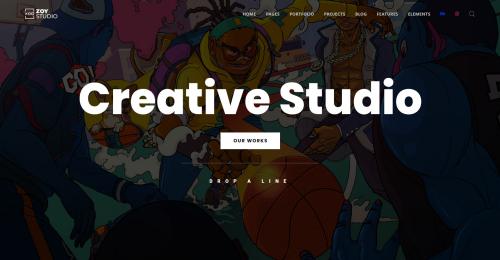 ZOY
STUDIO
HOME PAGES PORTFOLIO PROJECTS BLOG FEATURES ELEMENTS
Creative Studio
OUR WORKS
DROP A LINE